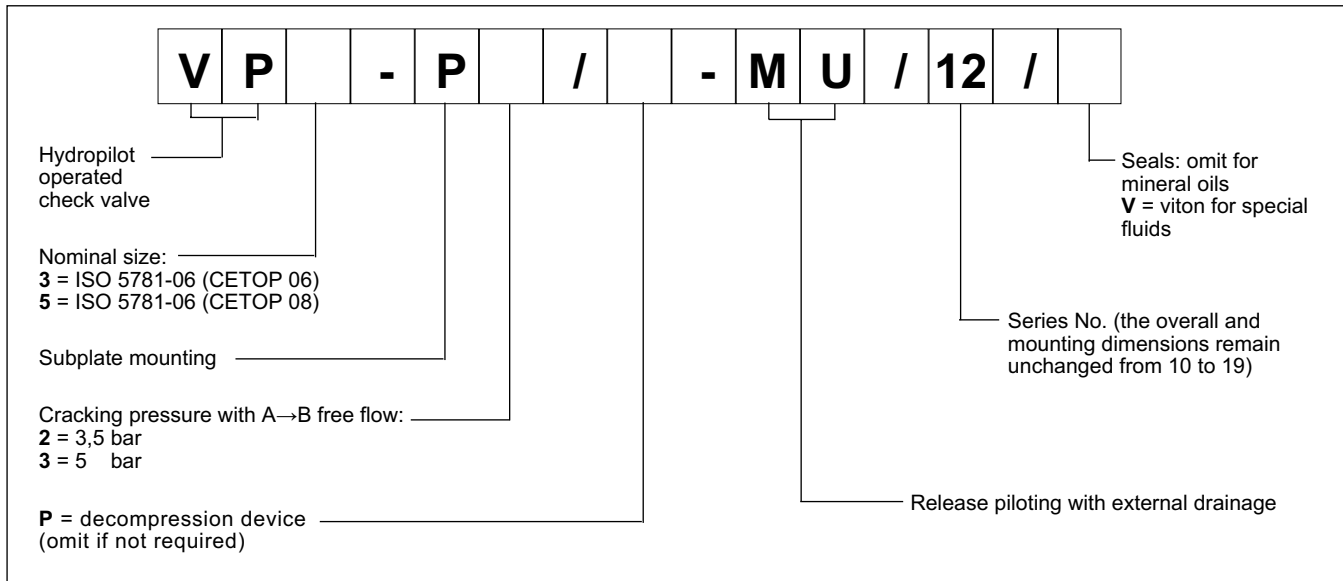 V P - P / - M U / 12 /
Hydropilot
operated
check valve
Nominal size:
3 = ISO 5781-06 (CETOP 06)
5 = ISO 5781-06 (CETOP 08)
Subplate mounting
Cracking pressure with A→B free flow:
2 = 3,5 bar
3 = 5 bar
P = decompression device
(omit if not required)
Seals: omit for
mineral oils
V = viton for special
fluids
Series No. (the overall and
mounting dimensions remain
unchanged from 10 to 19)
Release piloting with external drainage